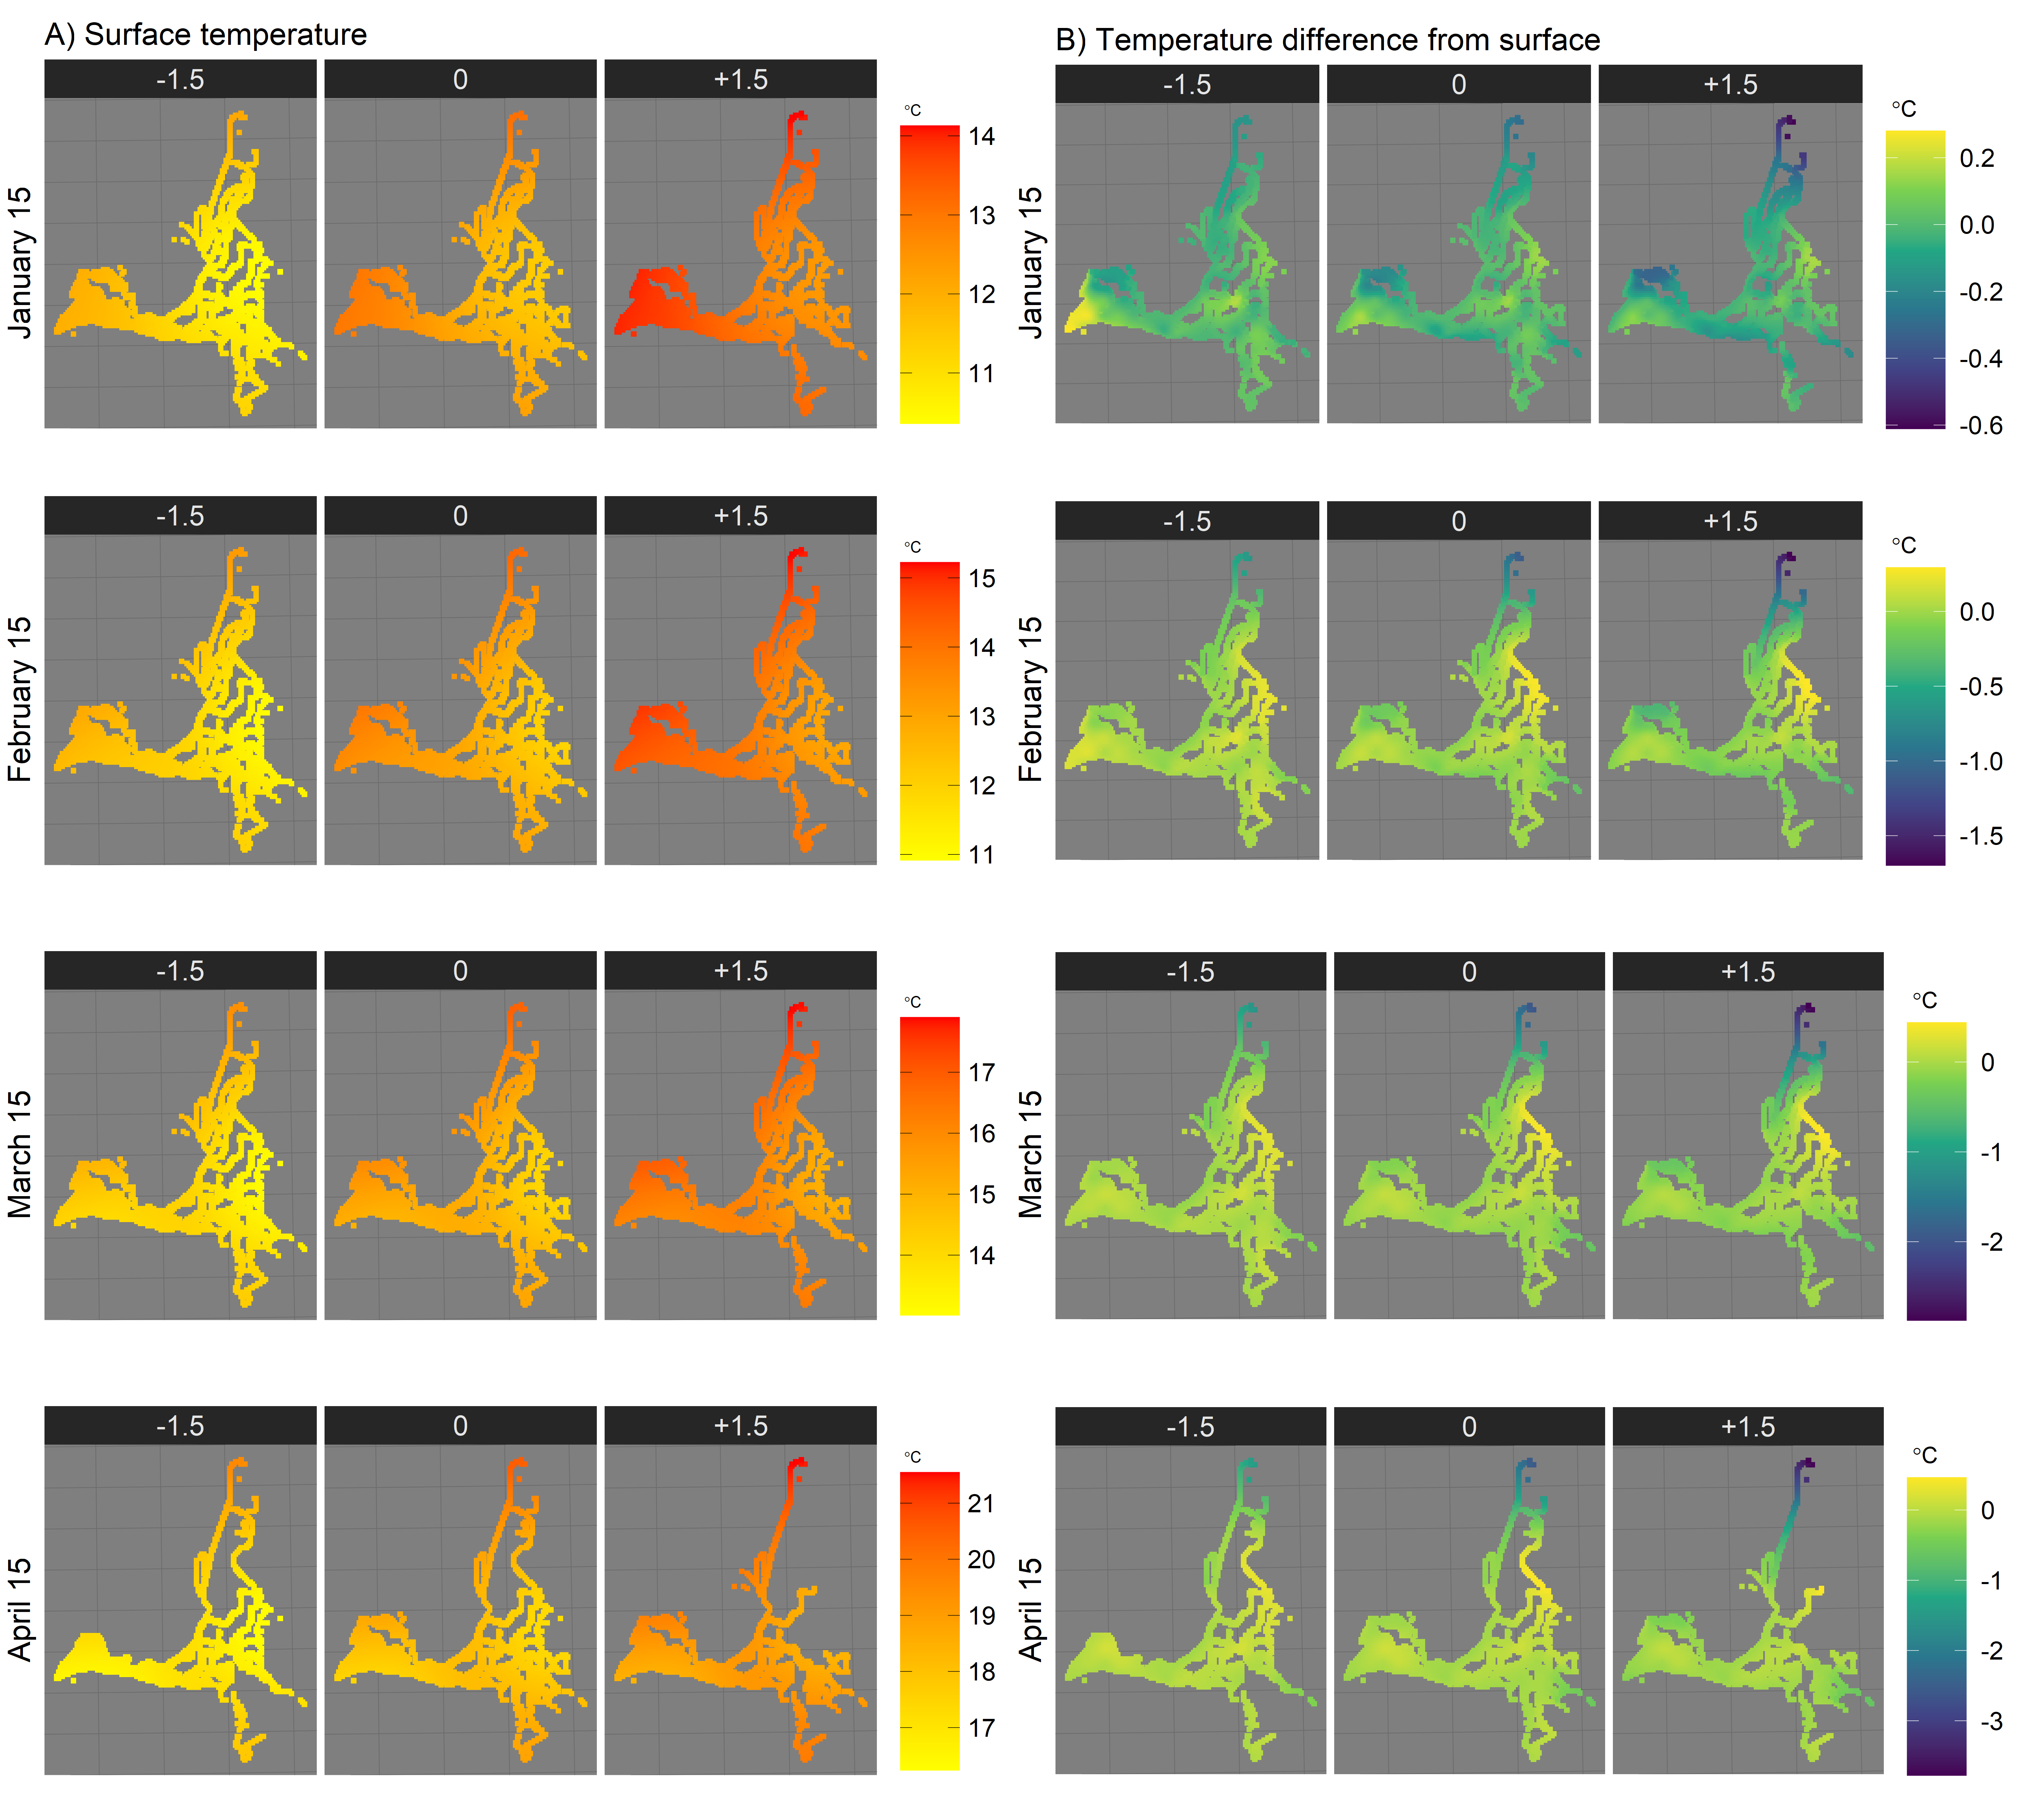 A) Surface temperature
-1.5 0 +1.5
January 15
°C
14
13
12
11
-1.5 0 +1.5
February 15
°C
15
14
13
12
11
-1.5 0 +1.5
March 15
°C
17
16
15
14
-1.5 0 +1.5
April 15
°C
21
20
19
18
17
B) Temperature difference from surface
-1.5 0 +1.5
January 15
°C
0.2
0.0
-0.2
-0.4
-0.6
-1.5 0 +1.5
February 15
°C
0.0
-0.5
-1.0
-1.5
-1.5 0 +1.5
March 15
°C
0
-1
-2
-1.5 0 +1.5
April 15
°C
0
-1
-2
-3